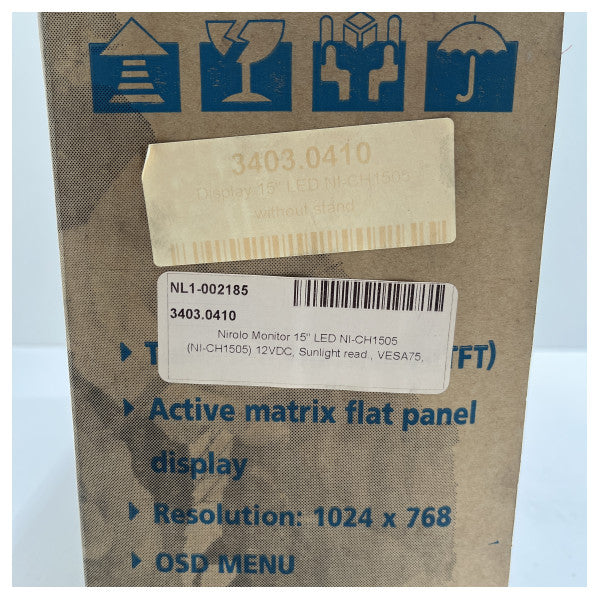 3403.0410
Display 15" LED NI-CH1505
without stand
NL1-002185
3403.0410
Nirolo Monitor 15" LED NI-CH1505
(NI-CH1505) 12VDC, Sunlight read , VESA75,
T TFT)
Active matrix flat panel
display
Resolution: 1024 x 768
OSD MENU